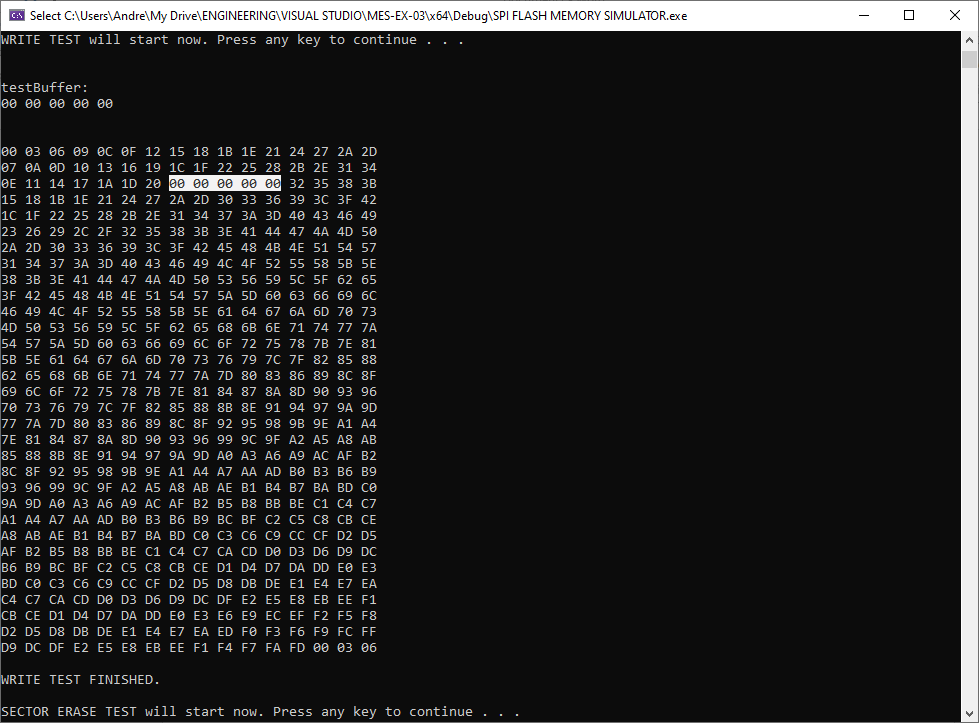 Select C:\Users\Andre\My Drive\ENGINEERING\VISUAL STUDIO\MES-EX-03\x64\Debug\SPI FLASH MEMORY SIMULATOR.exe
WRITE TEST will start now. Press any key to continue . . .
testBuffer:
00 00 00 00 00
00 03 06 09 0C 0F 12 15 18 1B 1E 21 24 27 2A 2D
07 0A 0D 10 13 16 19 1C 1F 22 25 28 2B 2E 31 34
0E 11 14 17 1A 1D 20 00 00 00 00 00 32 35 38 3B
15 18 1B 1E 21 24 27 2A 2D 30 33 36 39 3C 3F 42
1C 1F 22 25 28 2B 2E 31 34 37 3A 3D 40 43 46 49
23 26 29 2C 2F 32 35 38 3B 3E 41 44 47 4A 4D 50
2A 2D 30 33 36 39 3C 3F 42 45 48 4B 4E 51 54 57
31 34 37 3A 3D 40 43 46 49 4C 4F 52 55 58 5B 5E
38 3B 3E 41 44 47 4A 4D 50 53 56 59 5C 5F 62 65
3F 42 45 48 4B 4E 51 54 57 5A 5D 60 63 66 69 6C
46 49 4C 4F 52 55 58 5B 5E 61 64 67 6A 6D 70 73
4D 50 53 56 59 5C 5F 62 65 68 6B 6E 71 74 77 7A
54 57 5A 5D 60 63 66 69 6C 6F 72 75 78 7B 7E 81
5B 5E 61 64 67 6A 6D 70 73 76 79 7C 7F 82 85 88
62 65 68 6B 6E 71 74 77 7A 7D 80 83 86 89 8C 8F
69 6C 6F 72 75 78 7B 7E 81 84 87 8A 8D 90 93 96
70 73 76 79 7C 7F 82 85 88 8B 8E 91 94 97 9A 9D
77 7A 7D 80 83 86 89 8C 8F 92 95 98 9B 9E A1 A4
7E 81 84 87 8A 8D 90 93 96 99 9C 9F A2 A5 A8 AB
85 88 8B 8E 91 94 97 9A 9D A0 A3 A6 A9 AC AF B2
8C 8F 92 95 98 9B 9E A1 A4 A7 AA AD B0 B3 B6 B9
93 96 99 9C 9F A2 A5 A8 AB AE B1 B4 B7 BA BD C0
9A 9D A0 A3 A6 A9 AC AF B2 B5 B8 BB BE C1 C4 C7
A1 A4 A7 AA AD B0 B3 B6 B9 BC BF C2 C5 C8 CB CE
A8 AB AE B1 B4 B7 BA BD C0 C3 C6 C9 CC CF D2 D5
AF B2 B5 B8 BB BE C1 C4 C7 CA CD D0 D3 D6 D9 DC
B6 B9 BC BF C2 C5 C8 CB CE D1 D4 D7 DA DD E0 E3
BD C0 C3 C6 C9 CC CF D2 D5 D8 DB DE E1 E4 E7 EA
C4 C7 CA CD D0 D3 D6 D9 DC DF E2 E5 E8 EB EE F1
CB CE D1 D4 D7 DA DD E0 E3 E6 E9 EC EF F2 F5 F8
D2 D5 D8 DB DE E1 E4 E7 EA ED F0 F3 F6 F9 FC FF
D9 DC DF E2 E5 E8 EB EE F1 F4 F7 FA FD 00 03 06
WRITE TEST FINISHED.
SECTOR ERASE TEST will start now. Press any key to continue . . .